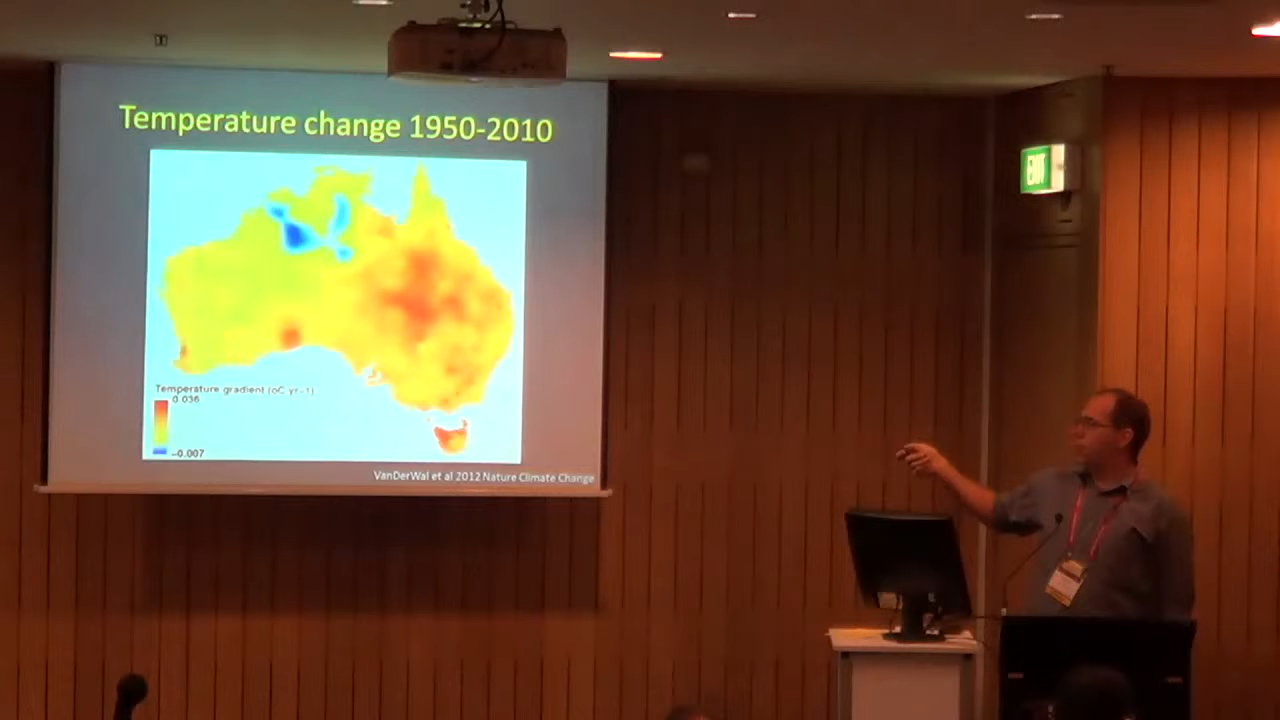 Temperature change 1950-2010
Temperature gradient (oC yr-1)
0.036
-0.007
VanDerWal et al 2012 Nature Climate Change
EXIT